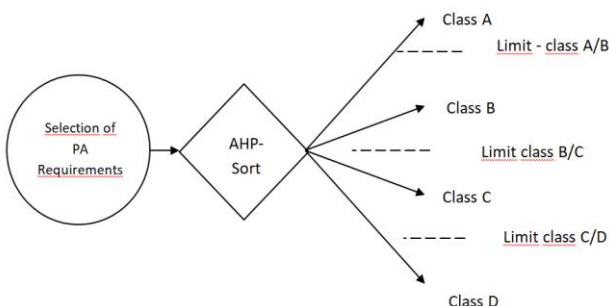 Selection of
PA
Requirements
AHP-
Sort
Class A
Limit - class A/B
Class B
Limit class B/C
Class C
Limit class C/D
Class D